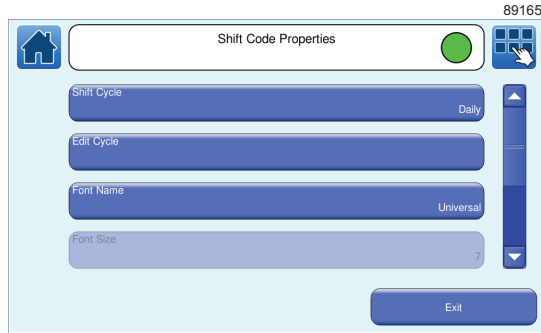 89165
Shift Code Properties
Shift Cycle
Daily
Edit Cycle
Font Name
Universal
Font Size
7
Exit